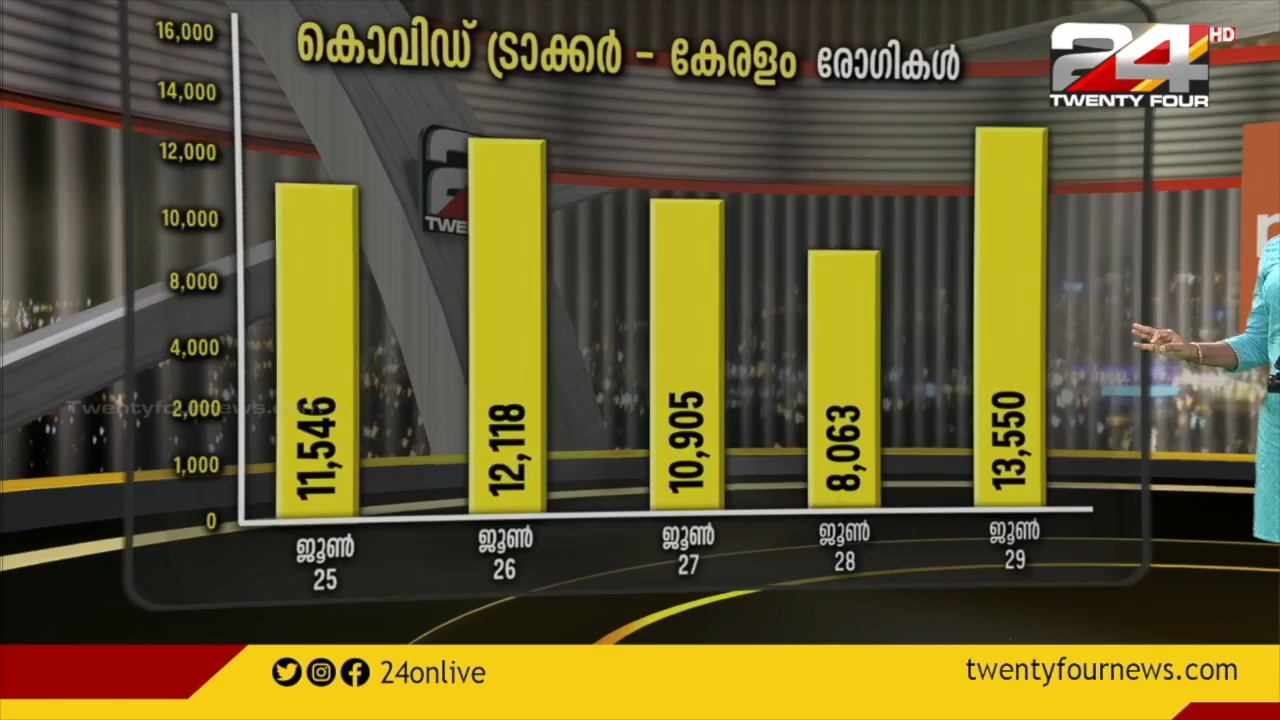 കൊവിഡ് ട്രാക്കർ - കേരളം രോഗികൾ
24 HD
TWENTY FOUR
16,000
14,000
12,000
10,000
8,000
4,000
2,000
1,000
0
11,546
12,118
10,905
8,063
13,550
ജൂൺ 25
ജൂൺ 26
ജൂൺ 27
ജൂൺ 28
ജൂൺ 29
Twentyfournews.com
24onlive
twentyfournews.com